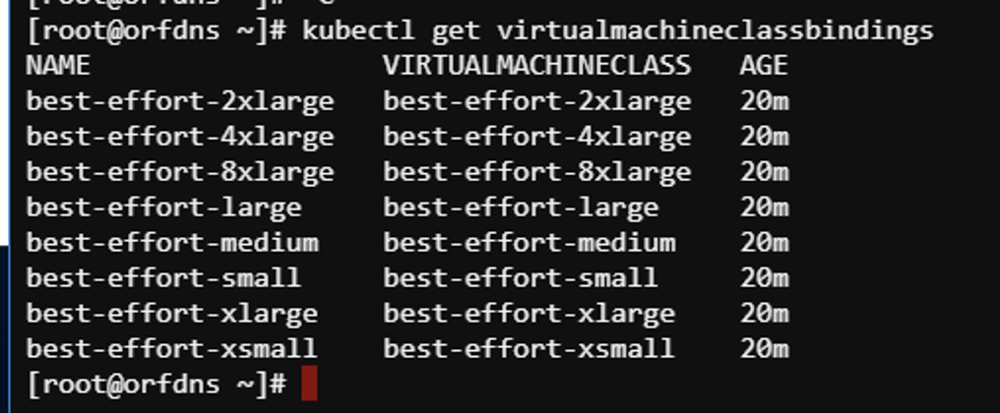 [root@orfdns ~]# kubectl get virtualmachineclassbindings
NAME VIRTUALMACHINECLASS AGE
best-effort-2xlarge best-effort-2xlarge 20m
best-effort-4xlarge best-effort-4xlarge 20m
best-effort-8xlarge best-effort-8xlarge 20m
best-effort-large best-effort-large 20m
best-effort-medium best-effort-medium 20m
best-effort-small best-effort-small 20m
best-effort-xlarge best-effort-xlarge 20m
best-effort-xsmall best-effort-xsmall 20m
[root@orfdns ~]#